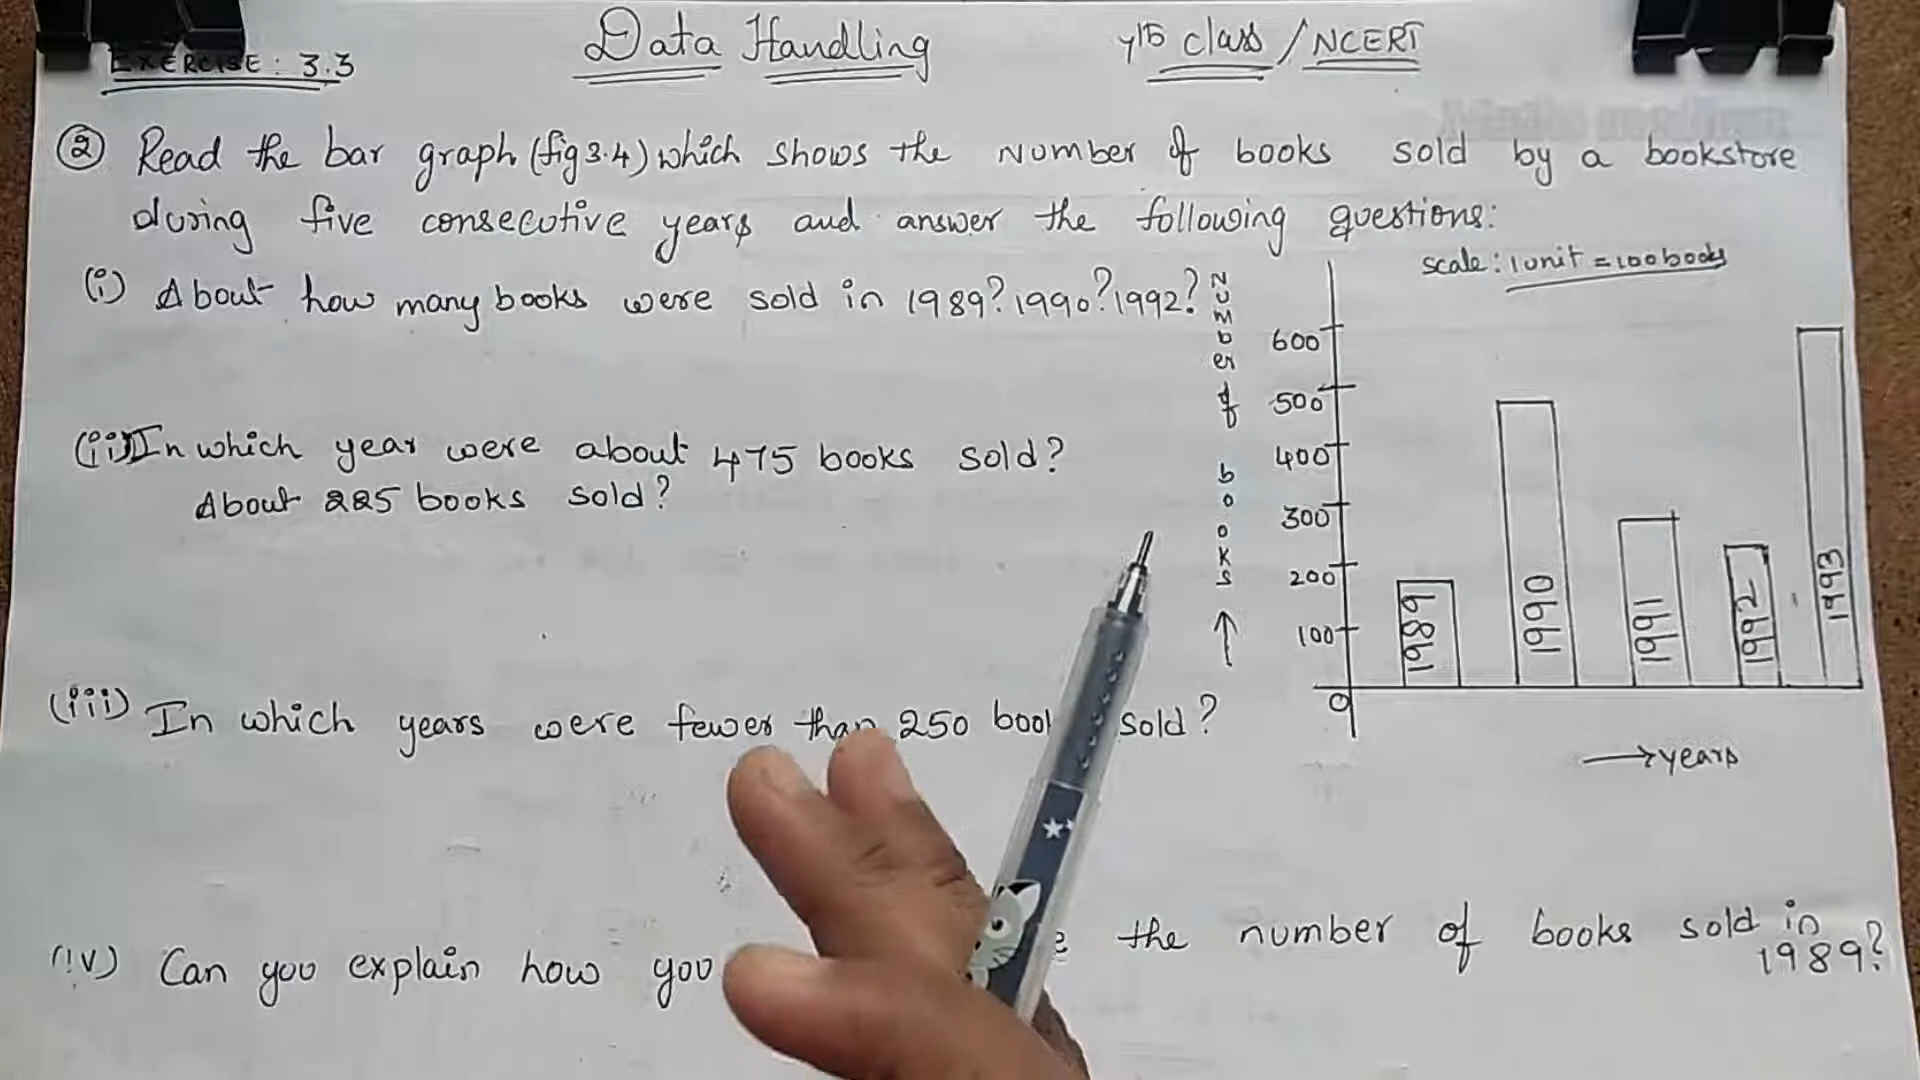 EXERCISE: 3.3
Data Handling
7th class / NCERT
② Read the bar graph (fig 3.4) which shows the Number of books sold by a bookstore
during five consecutive years and answer the following questions:
(i) About how many books were sold in 1989? 1990? 1992?
(ii) In which year were about 475 books sold?
About 225 books sold?
(iii) In which years were fewer than 250 sold?
(iv) Can you explain how you the number of books sold in
1989?
scale: 1 unit = 100 books
Number of books
600
500
400
300
200
100
0
1989
1990
1991
1992
1993
years